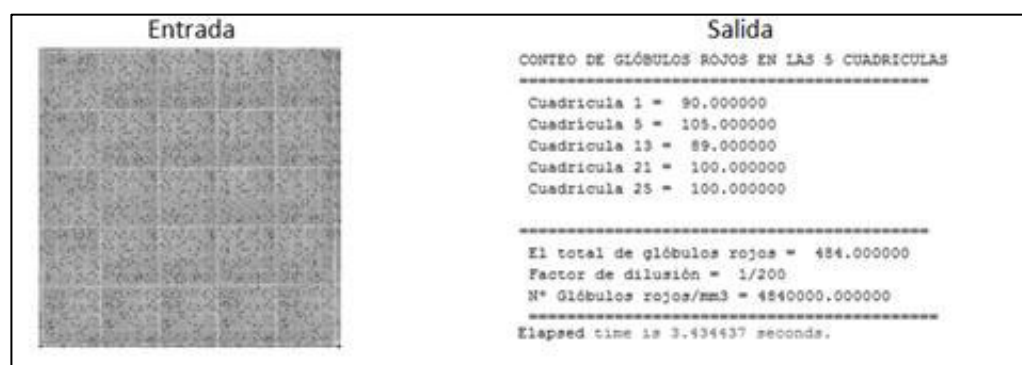 Entrada
Salida
CONTEO DE GLÓBULOS ROJOS EN LAS 5 CUADRICULAS
==============================================
Cuadricula 1 = 90.000000
Cuadricula 5 = 105.000000
Cuadricula 13 = 89.000000
Cuadricula 21 = 100.000000
Cuadricula 25 = 100.000000
==============================================
El total de glóbulos rojos = 484.000000
Factor de dilusión = 1/200
N° Glóbulos rojos/mm3 = 4840000.000000
==============================================
Elapsed time is 3.434437 seconds.